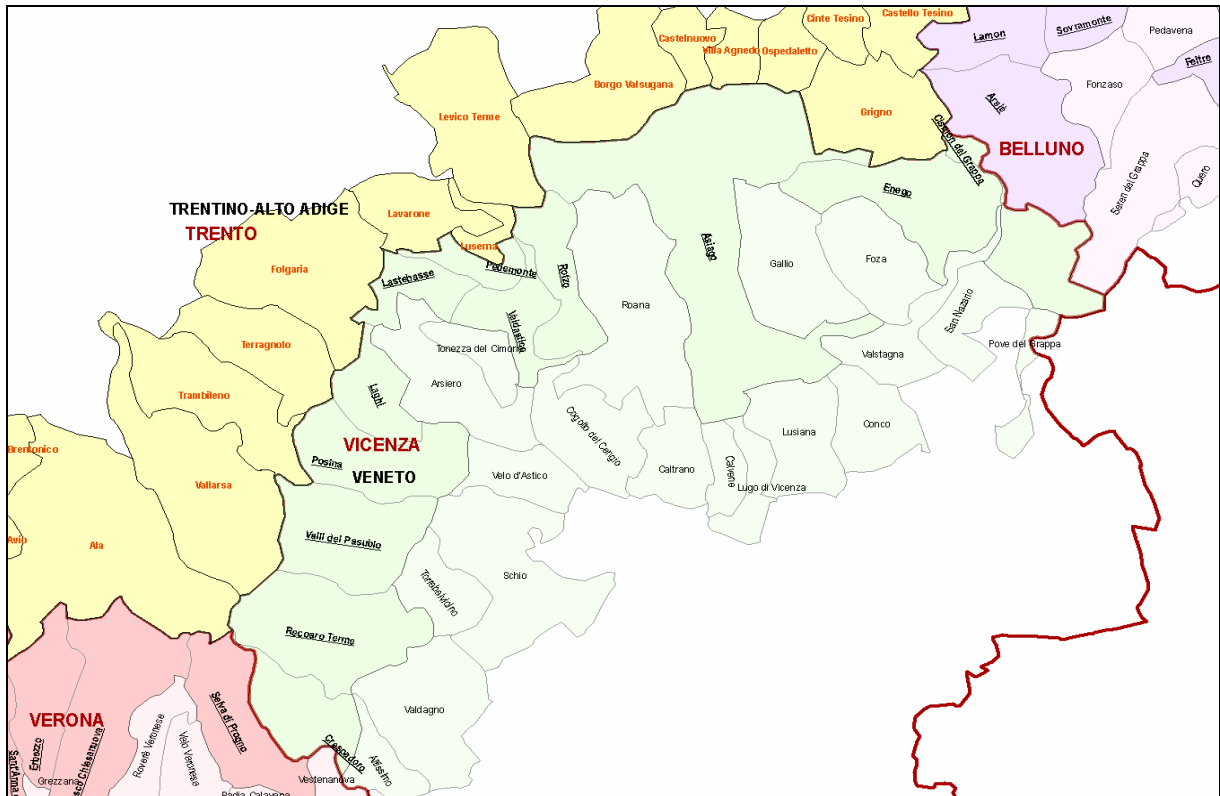 Cinte Tesino
Castello Tesino
Castelnuovo
Villa Agnedo
Ospedaletto
Lamon
Sovramonte
Pedavena
Feltre
Borgo Valsugana
Fonzaso
Levico Terme
Grigno
Arsiè
Cismon del Grappa
BELLUNO
Seren del Grappa
Quero
Enego
TRENTINO-ALTO ADIGE
TRENTO
Lavarone
Luserna
Folgaria
Lastebasse
Pedemonte
Rotzo
Asiago
Gallio
Foza
Roana
San Nazario
Valdastico
Terragnolo
Tonezza del Cimone
Valstagna
Pove del Grappa
Arsiero
Laghi
Trambileno
Cogollo del Cengio
Lusiana
Conco
Brentonico
VICENZA
Posina
VENETO
Velo d'Astico
Caltrano
Calvene
Lugo di Vicenza
Vallarsa
Avio
Ala
Valli del Pasubio
Schio
Torrebelvicino
Recoaro Terme
VERONA
Selva di Progno
Valdagno
Erbezzo
Roverè Veronese
Velo Veronese
Crespadoro
Altissimo
Sant'Anna
Grezzana
sco Chiesanuova
Vestenanova
Badia Calavena